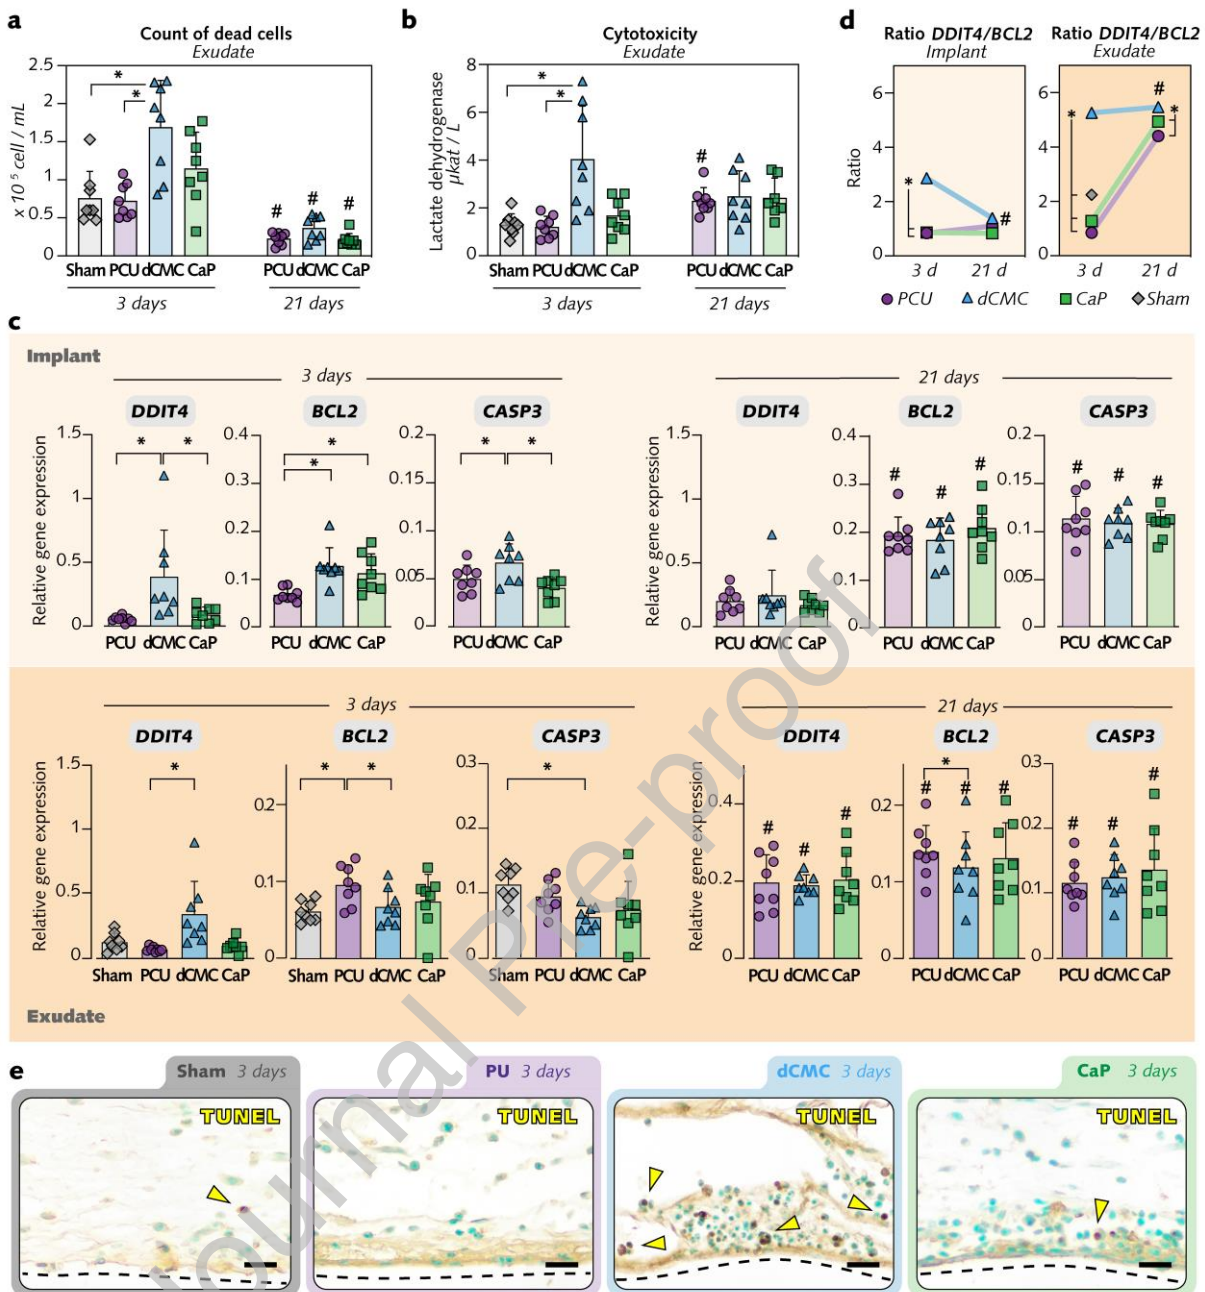 a
Count of dead cells
Exudate
x 10⁵ cell / mL
2.5
2
1.5
1
0.5
0
* *
# # #
Sham PCU dCMC CaP PCU dCMC CaP
3 days 21 days
b
Cytotoxicity
Exudate
Lactate dehydrogenase
µkat / L
8
6
4
2
0
* *
#
Sham PCU dCMC CaP PCU dCMC CaP
3 days 21 days
d
Ratio DDIT4/BCL2 Ratio DDIT4/BCL2
Implant Exudate
Ratio
6 6
4 4
2 2
0 0
* # * # *
3 d 21 d 3 d 21 d
PCU dCMC CaP Sham
c
Implant
3 days 21 days
DDIT4 BCL2 CASP3 DDIT4 BCL2 CASP3
Relative gene expression
1.5 0.4 0.2 1.5 0.4 0.2
1 0.3 0.15 1 0.3 0.15
0.5 0.2 0.1 0.5 0.2 0.1
0.1 0.05 0.1 0.05
0 0 0 0 0 0
* * * * * *
# # # # # #
Relative gene expression
PCU dCMC CaP PCU dCMC CaP PCU dCMC CaP PCU dCMC CaP PCU dCMC CaP PCU dCMC CaP
3 days 21 days
DDIT4 BCL2 CASP3 DDIT4 BCL2 CASP3
Relative gene expression
1.5 0.2 0.3 0.4 0.2 0.3
1 0.1 0.2 0.2 0.1 0.2
0.5 0 0.1 0 0 0.1
0 0 0
* * * * *
# # # # # # # # #
Sham PCU dCMC CaP Sham PCU dCMC CaP Sham PCU dCMC CaP PCU dCMC CaP PCU dCMC CaP PCU dCMC CaP
Exudate
Journal Pre-proof
e
Sham 3 days PU 3 days dCMC 3 days CaP 3 days
TUNEL TUNEL TUNEL TUNEL